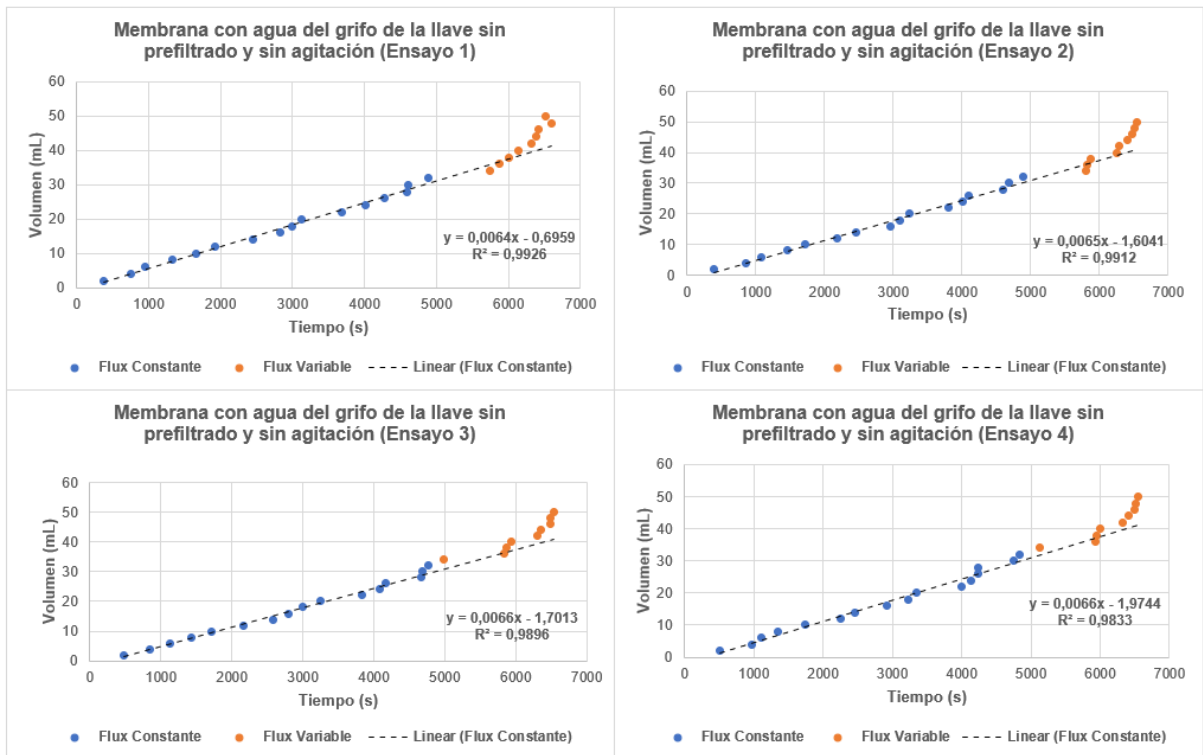 Membrana con agua del grifo de la llave sin
prefiltrado y sin agitación (Ensayo 1)
Volumen (mL)
60
50
40
30
20
10
0
y = 0,0064x - 0,6959
R² = 0,9926
0 1000 2000 3000 4000 5000 6000 7000
Tiempo (s)
Flux Constante Flux Variable Linear (Flux Constante)
Membrana con agua del grifo de la llave sin
prefiltrado y sin agitación (Ensayo 2)
Volumen (mL)
60
50
40
30
20
10
0
y = 0,0065x - 1,6041
R² = 0,9912
0 1000 2000 3000 4000 5000 6000 7000
Tiempo (s)
Flux Constante Flux Variable Linear (Flux Constante)
Membrana con agua del grifo de la llave sin
prefiltrado y sin agitación (Ensayo 3)
Volumen (mL)
60
50
40
30
20
10
0
y = 0,0066x - 1,7013
R² = 0,9896
0 1000 2000 3000 4000 5000 6000 7000
Tiempo (s)
Flux Constante Flux Variable Linear (Flux Constante)
Membrana con agua del grifo de la llave sin
prefiltrado y sin agitación (Ensayo 4)
Volumen (mL)
60
50
40
30
20
10
0
y = 0,0066x - 1,9744
R² = 0,9833
0 1000 2000 3000 4000 5000 6000 7000
Tiempo (s)
Flux Constante Flux Variable Linear (Flux Constante)